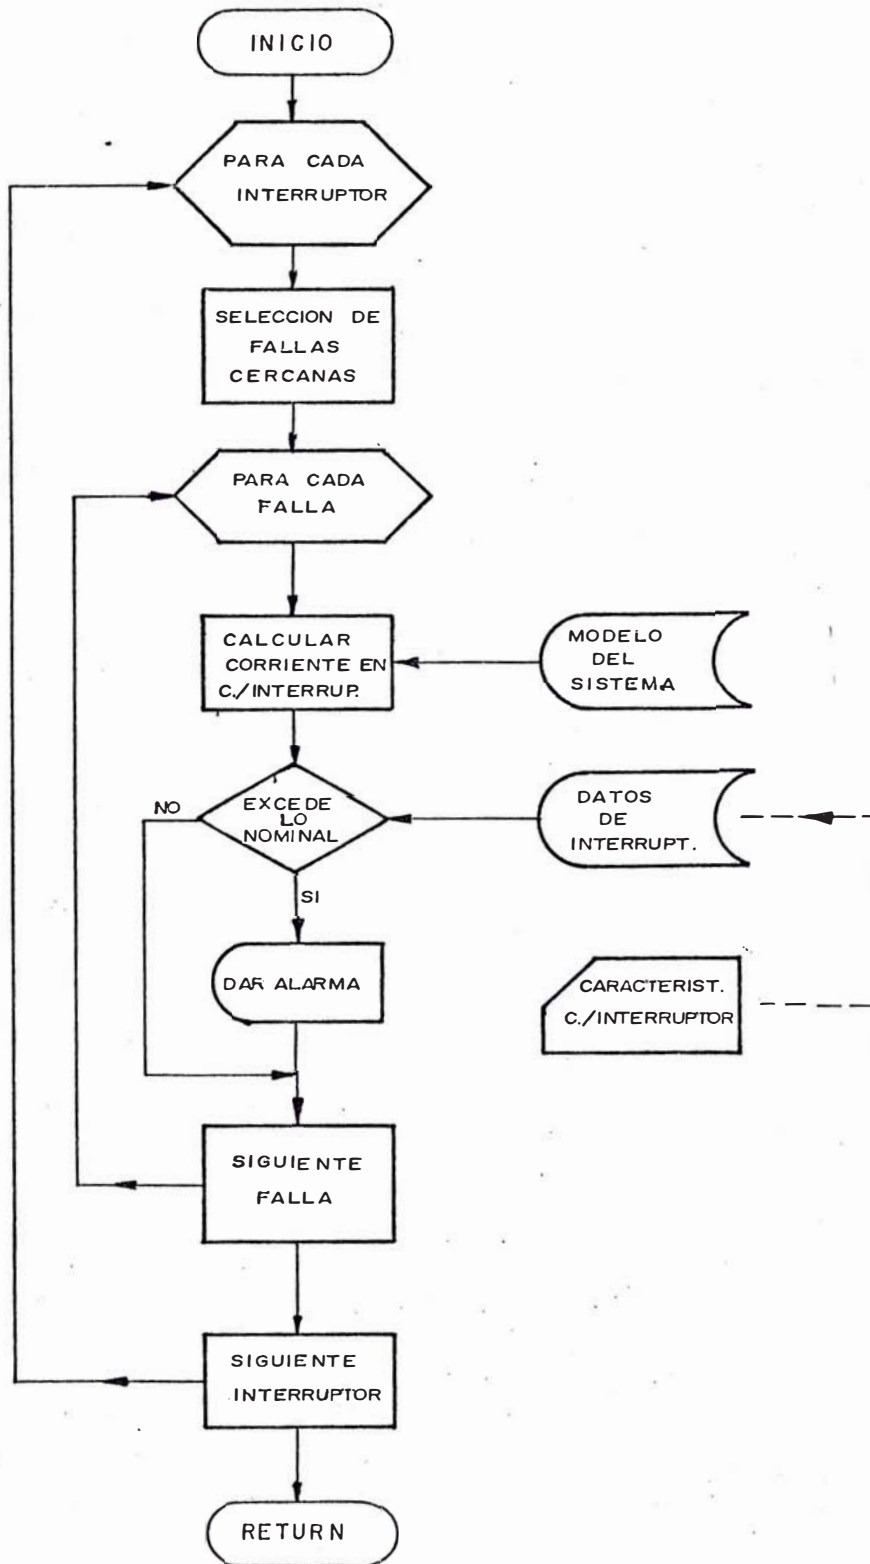 INICIO
PARA CADA
INTERRUPTOR
SELECCION DE
FALLAS
CERCANAS
PARA CADA
FALLA
CALCULAR
CORRIENTE EN
C./INTERRUP.
MODELO
DEL
SISTEMA
EXCEDE
LO
NOMINAL
NO
SI
DATOS
DE
INTERRUPT.
DAR ALARMA
CARACTERIST.
C./INTERRUPTOR
SIGUIENTE
FALLA
SIGUIENTE
INTERRUPTOR
RETURN